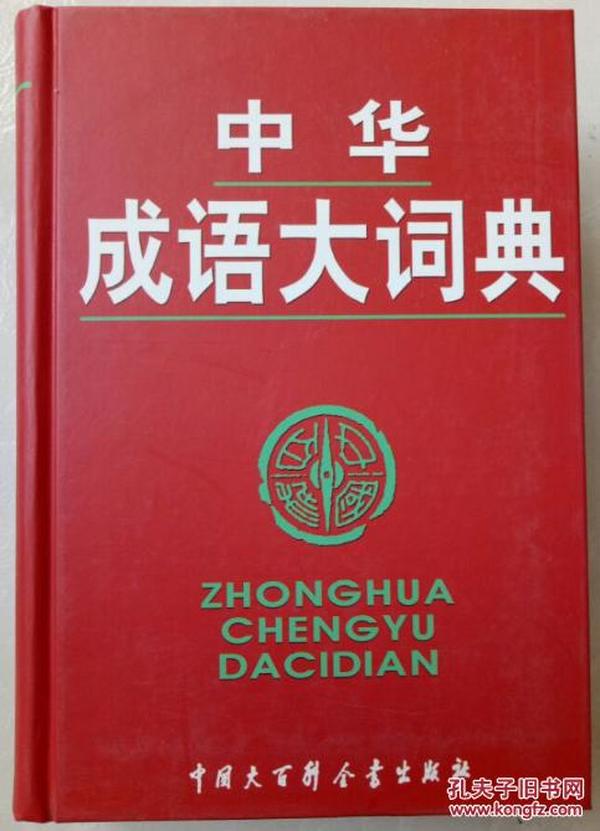 中华
成语大词典
ZHONGHUA
CHENGYU
DACIDIAN
中国大百科全书出版社
孔夫子旧书网
www.kongfz.com